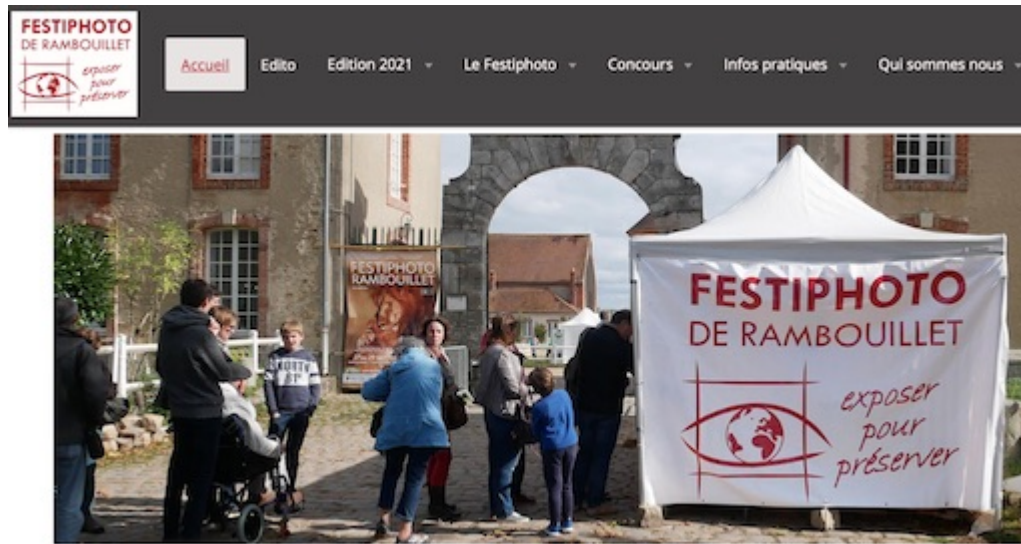 FESTIPHOTO
DE RAMBOUILLET
exposer
pour
préserver
Accueil
Edito
Edition 2021
Le Festiphoto
Concours
Infos pratiques
Qui sommes nous
FESTIPHOTO
RAMBOUILLET
NORTH
FESTIPHOTO
DE RAMBOUILLET
exposer
pour
préserver